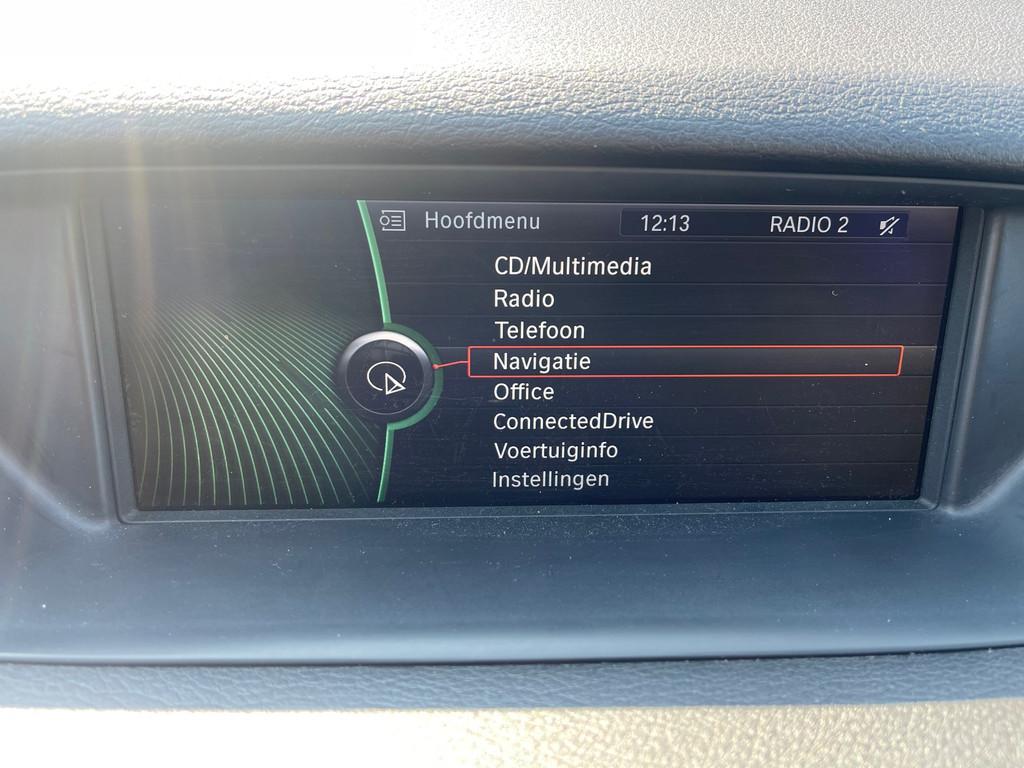 Hoofdmenu 12:13 RADIO 2
CD/Multimedia
Radio
Telefoon
Navigatie
Office
ConnectedDrive
Voertuiginfo
Instellingen